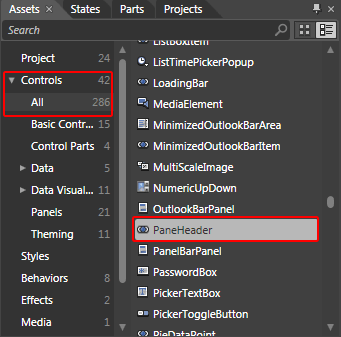 Assets × States Parts Projects
Search
Project 24
Controls 42
All 286
Basic Contr... 15
Control Parts 4
Data 5
Data Visual... 7
Panels 21
Theming 11
Styles
Behaviors 8
Effects 2
Media 1
ListBoxItem
ListTimePickerPopup
LoadingBar
MediaElement
MinimizedOutlookBarArea
MinimizedOutlookBarItem
MultiScaleImage
NumericUpDown
OutlookBarPanel
PaneHeader
PanelBarPanel
PasswordBox
PickerTextBox
PickerToggleButton
PieDataPoint